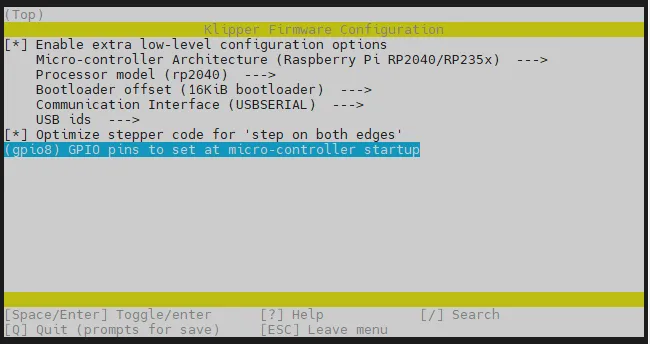 (Top)
Klipper Firmware Configuration
[*] Enable extra low-level configuration options
Micro-controller Architecture (Raspberry Pi RP2040/RP235x) --->
Processor model (rp2040) --->
Bootloader offset (16KiB bootloader) --->
Communication Interface (USBSERIAL) --->
USB ids --->
[*] Optimize stepper code for 'step on both edges'
(gpio8) GPIO pins to set at micro-controller startup
[Space/Enter] Toggle/enter [?] Help [/] Search
[Q] Quit (prompts for save) [ESC] Leave menu